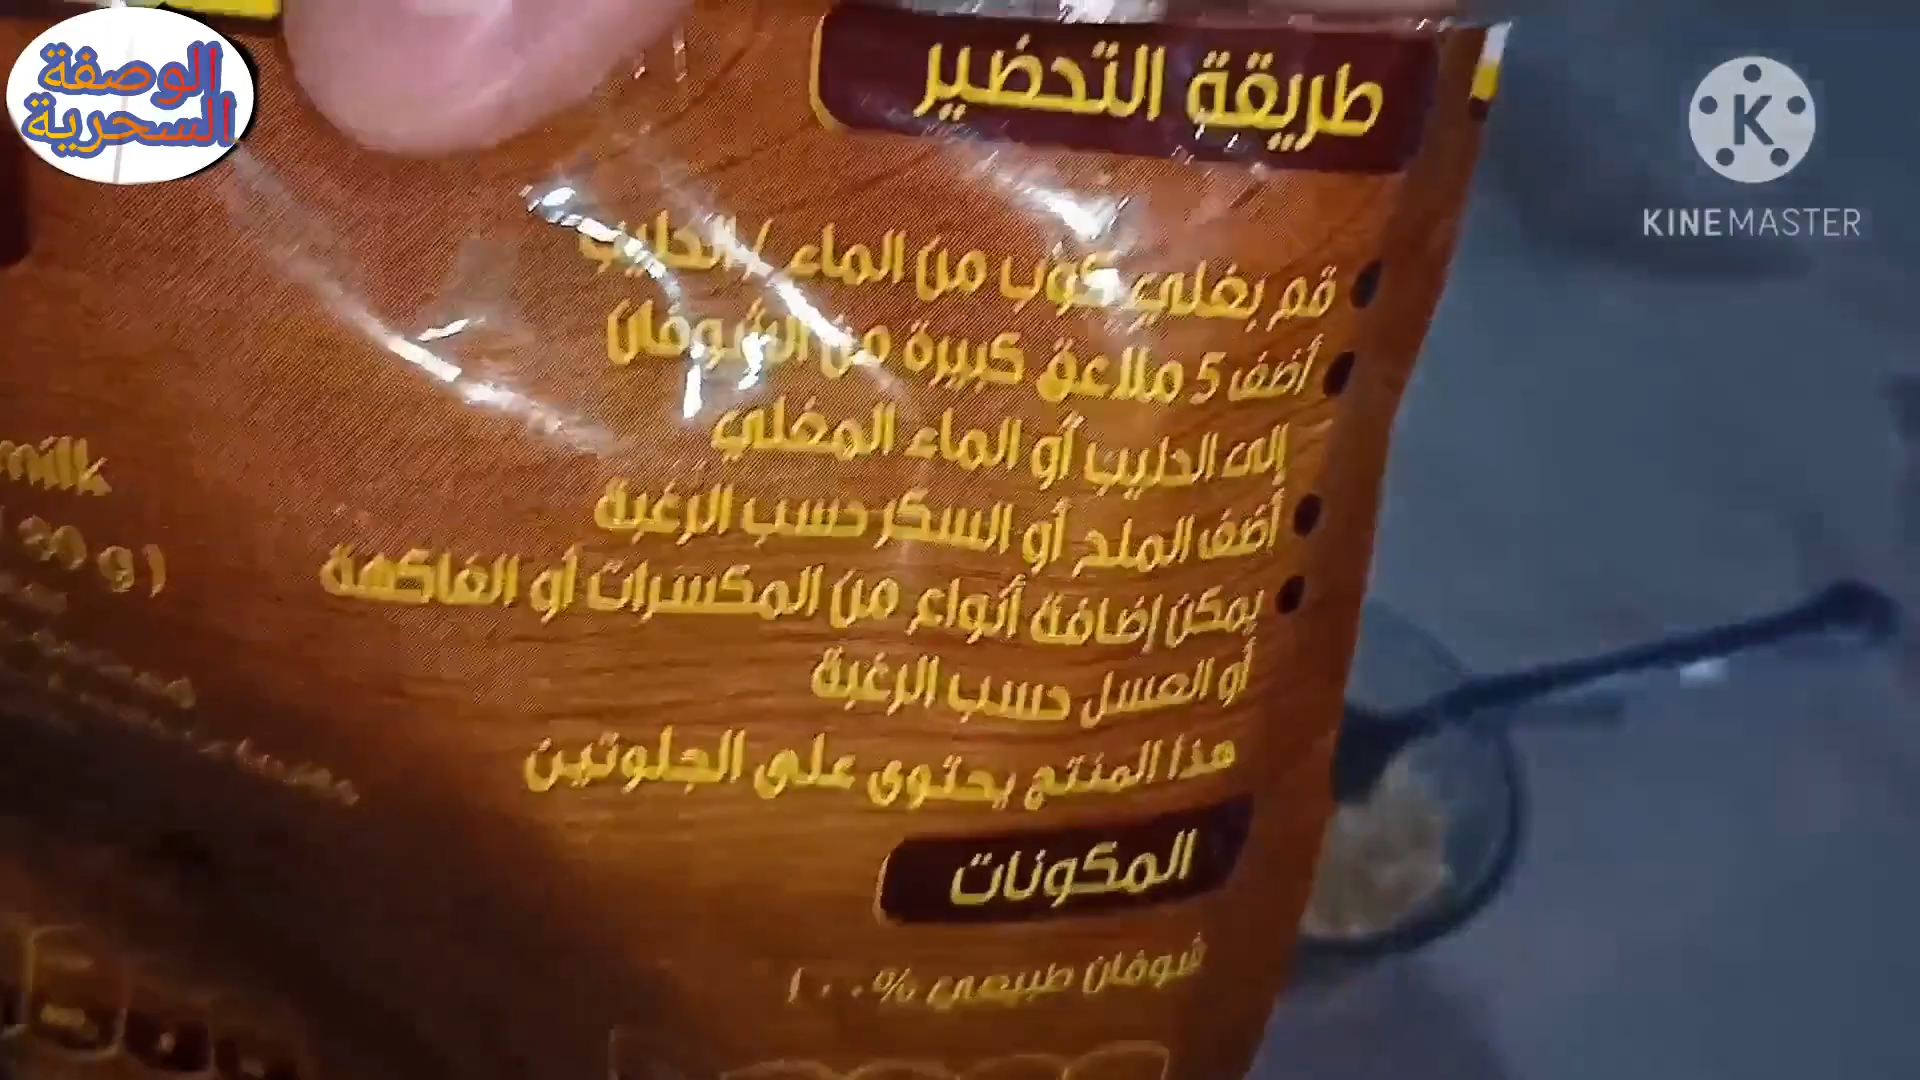 الوصفة
السحرية
KINEMASTER
طريقة التحضير
قم بغلي كوب من الماء / الحليب
أضف 5 ملاعق كبيرة من الشوفان
إلى الحليب أو الماء المغلي
أضف الملح أو السكر حسب الرغبة
يمكن إضافة أنواع من المكسرات أو الفاكهة
أو العسل حسب الرغبة
هذا المنتج يحتوى على الجلوتين
المكونات
شوفان طبيعي %١٠٠
milk
30 g)